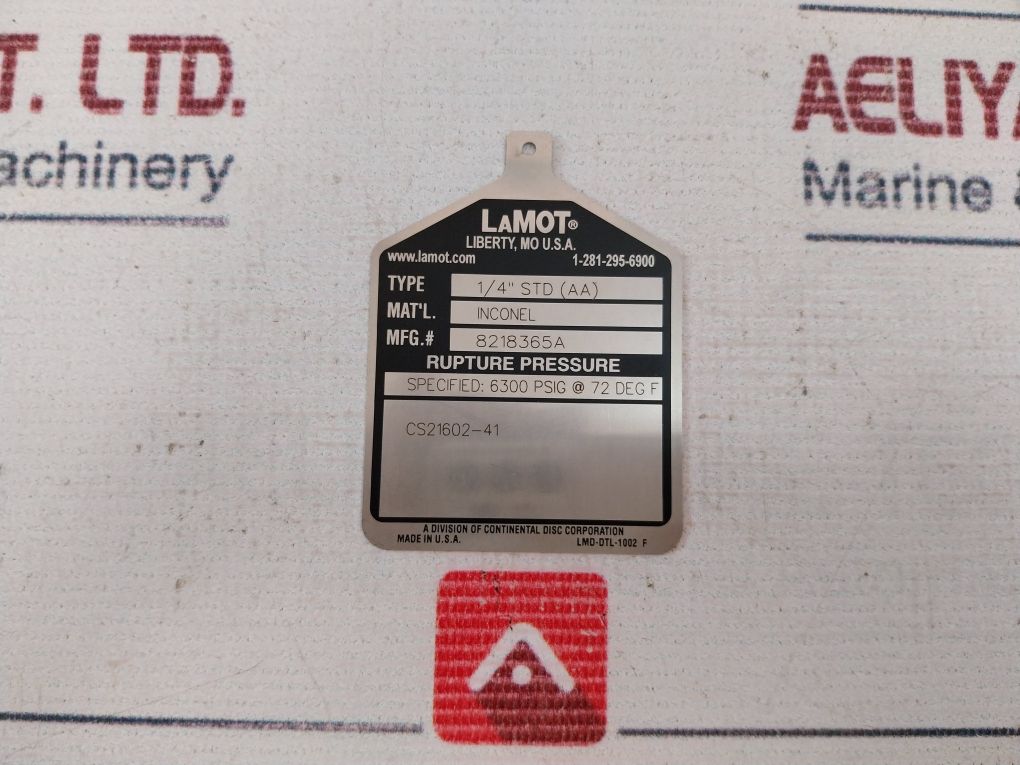 T. LTD.
achinery
AELIYA
Marine &
LAMOT®
LIBERTY, MO U.S.A.
www.lamot.com 1-281-295-6900
TYPE 1/4" STD (AA)
MAT'L. INCONEL
MFG.# 8218365A
RUPTURE PRESSURE
SPECIFIED: 6300 PSIG @ 72 DEG F
CS21602-41
A DIVISION OF CONTINENTAL DISC CORPORATION
MADE IN U.S.A. LMD-DTL-1002 F